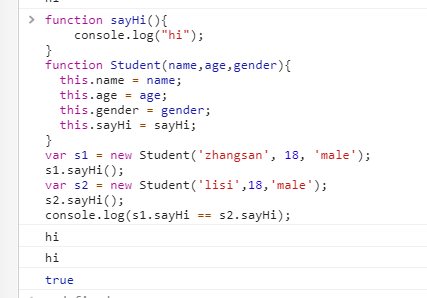 > function sayHi(){
    console.log("hi");
}
function Student(name,age,gender){
  this.name = name;
  this.age = age;
  this.gender = gender;
  this.sayHi = sayHi;
}
var s1 = new Student('zhangsan', 18, 'male');
s1.sayHi();
var s2 = new Student('lisi',18,'male');
s2.sayHi();
console.log(s1.sayHi == s2.sayHi);
hi
hi
true